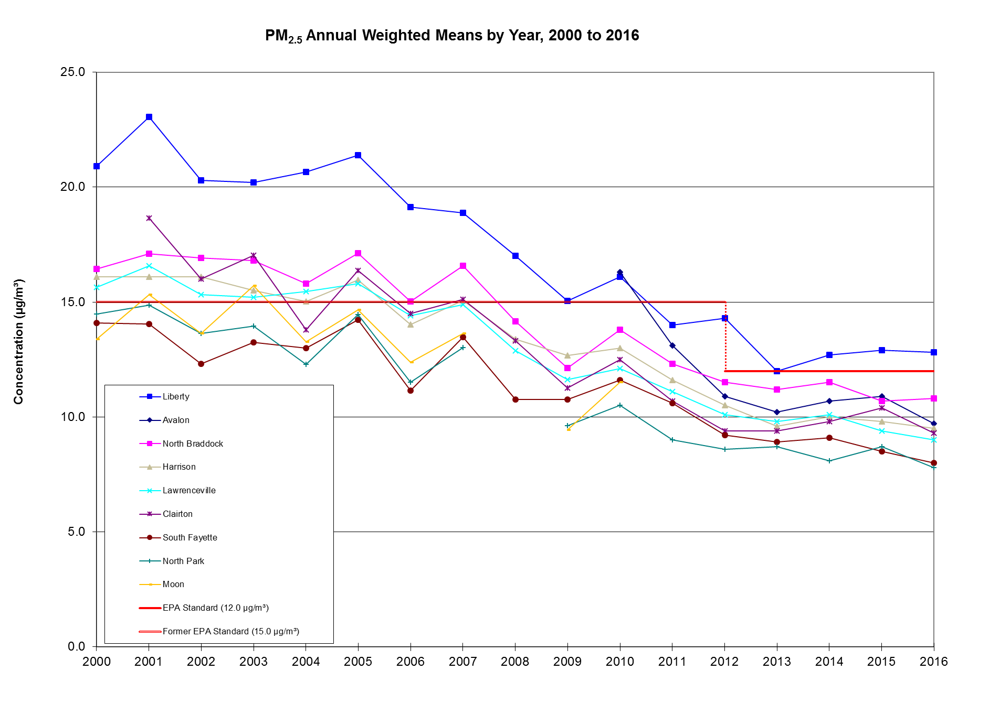 PM2.5 Annual Weighted Means by Year, 2000 to 2016
25.0
20.0
15.0
10.0
5.0
0.0
Concentration (µg/m³)
Liberty
Avalon
North Braddock
Harrison
Lawrenceville
Clairton
South Fayette
North Park
Moon
EPA Standard (12.0 µg/m³)
Former EPA Standard (15.0 µg/m³)
2000 2001 2002 2003 2004 2005 2006 2007 2008 2009 2010 2011 2012 2013 2014 2015 2016